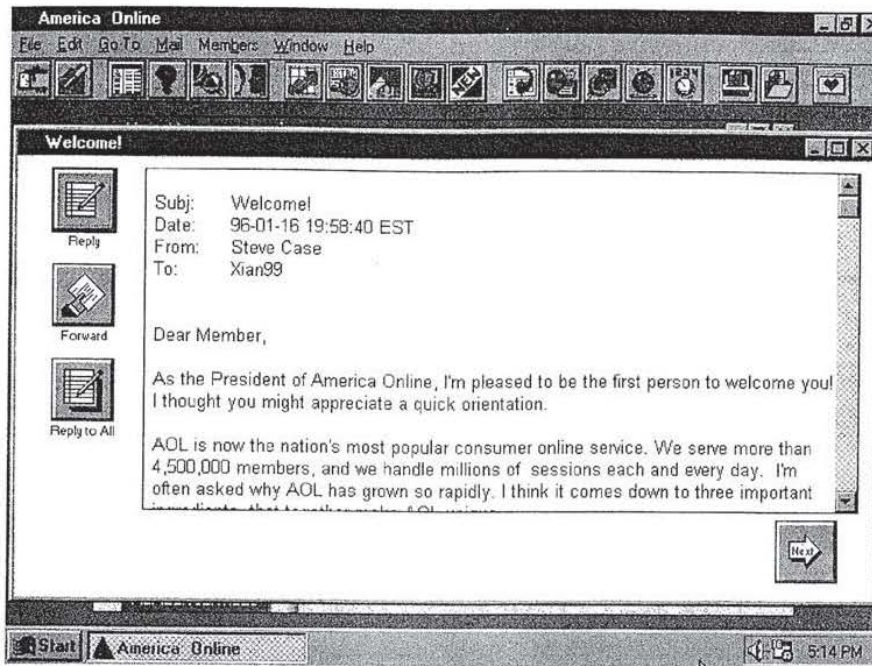 America Online
File Edit Go To Mail Members Window Help
NEW
Welcome!
Reply
Forward
Reply to All
Subj: Welcome!
Date: 96-01-16 19:58:40 EST
From: Steve Case
To: Xian99
Dear Member,
As the President of America Online, I'm pleased to be the first person to welcome you!
I thought you might appreciate a quick orientation.
AOL is now the nation's most popular consumer online service. We serve more than
4,500,000 members, and we handle millions of sessions each and every day. I'm
often asked why AOL has grown so rapidly. I think it comes down to three important
Next
Start America Online 5:14 PM